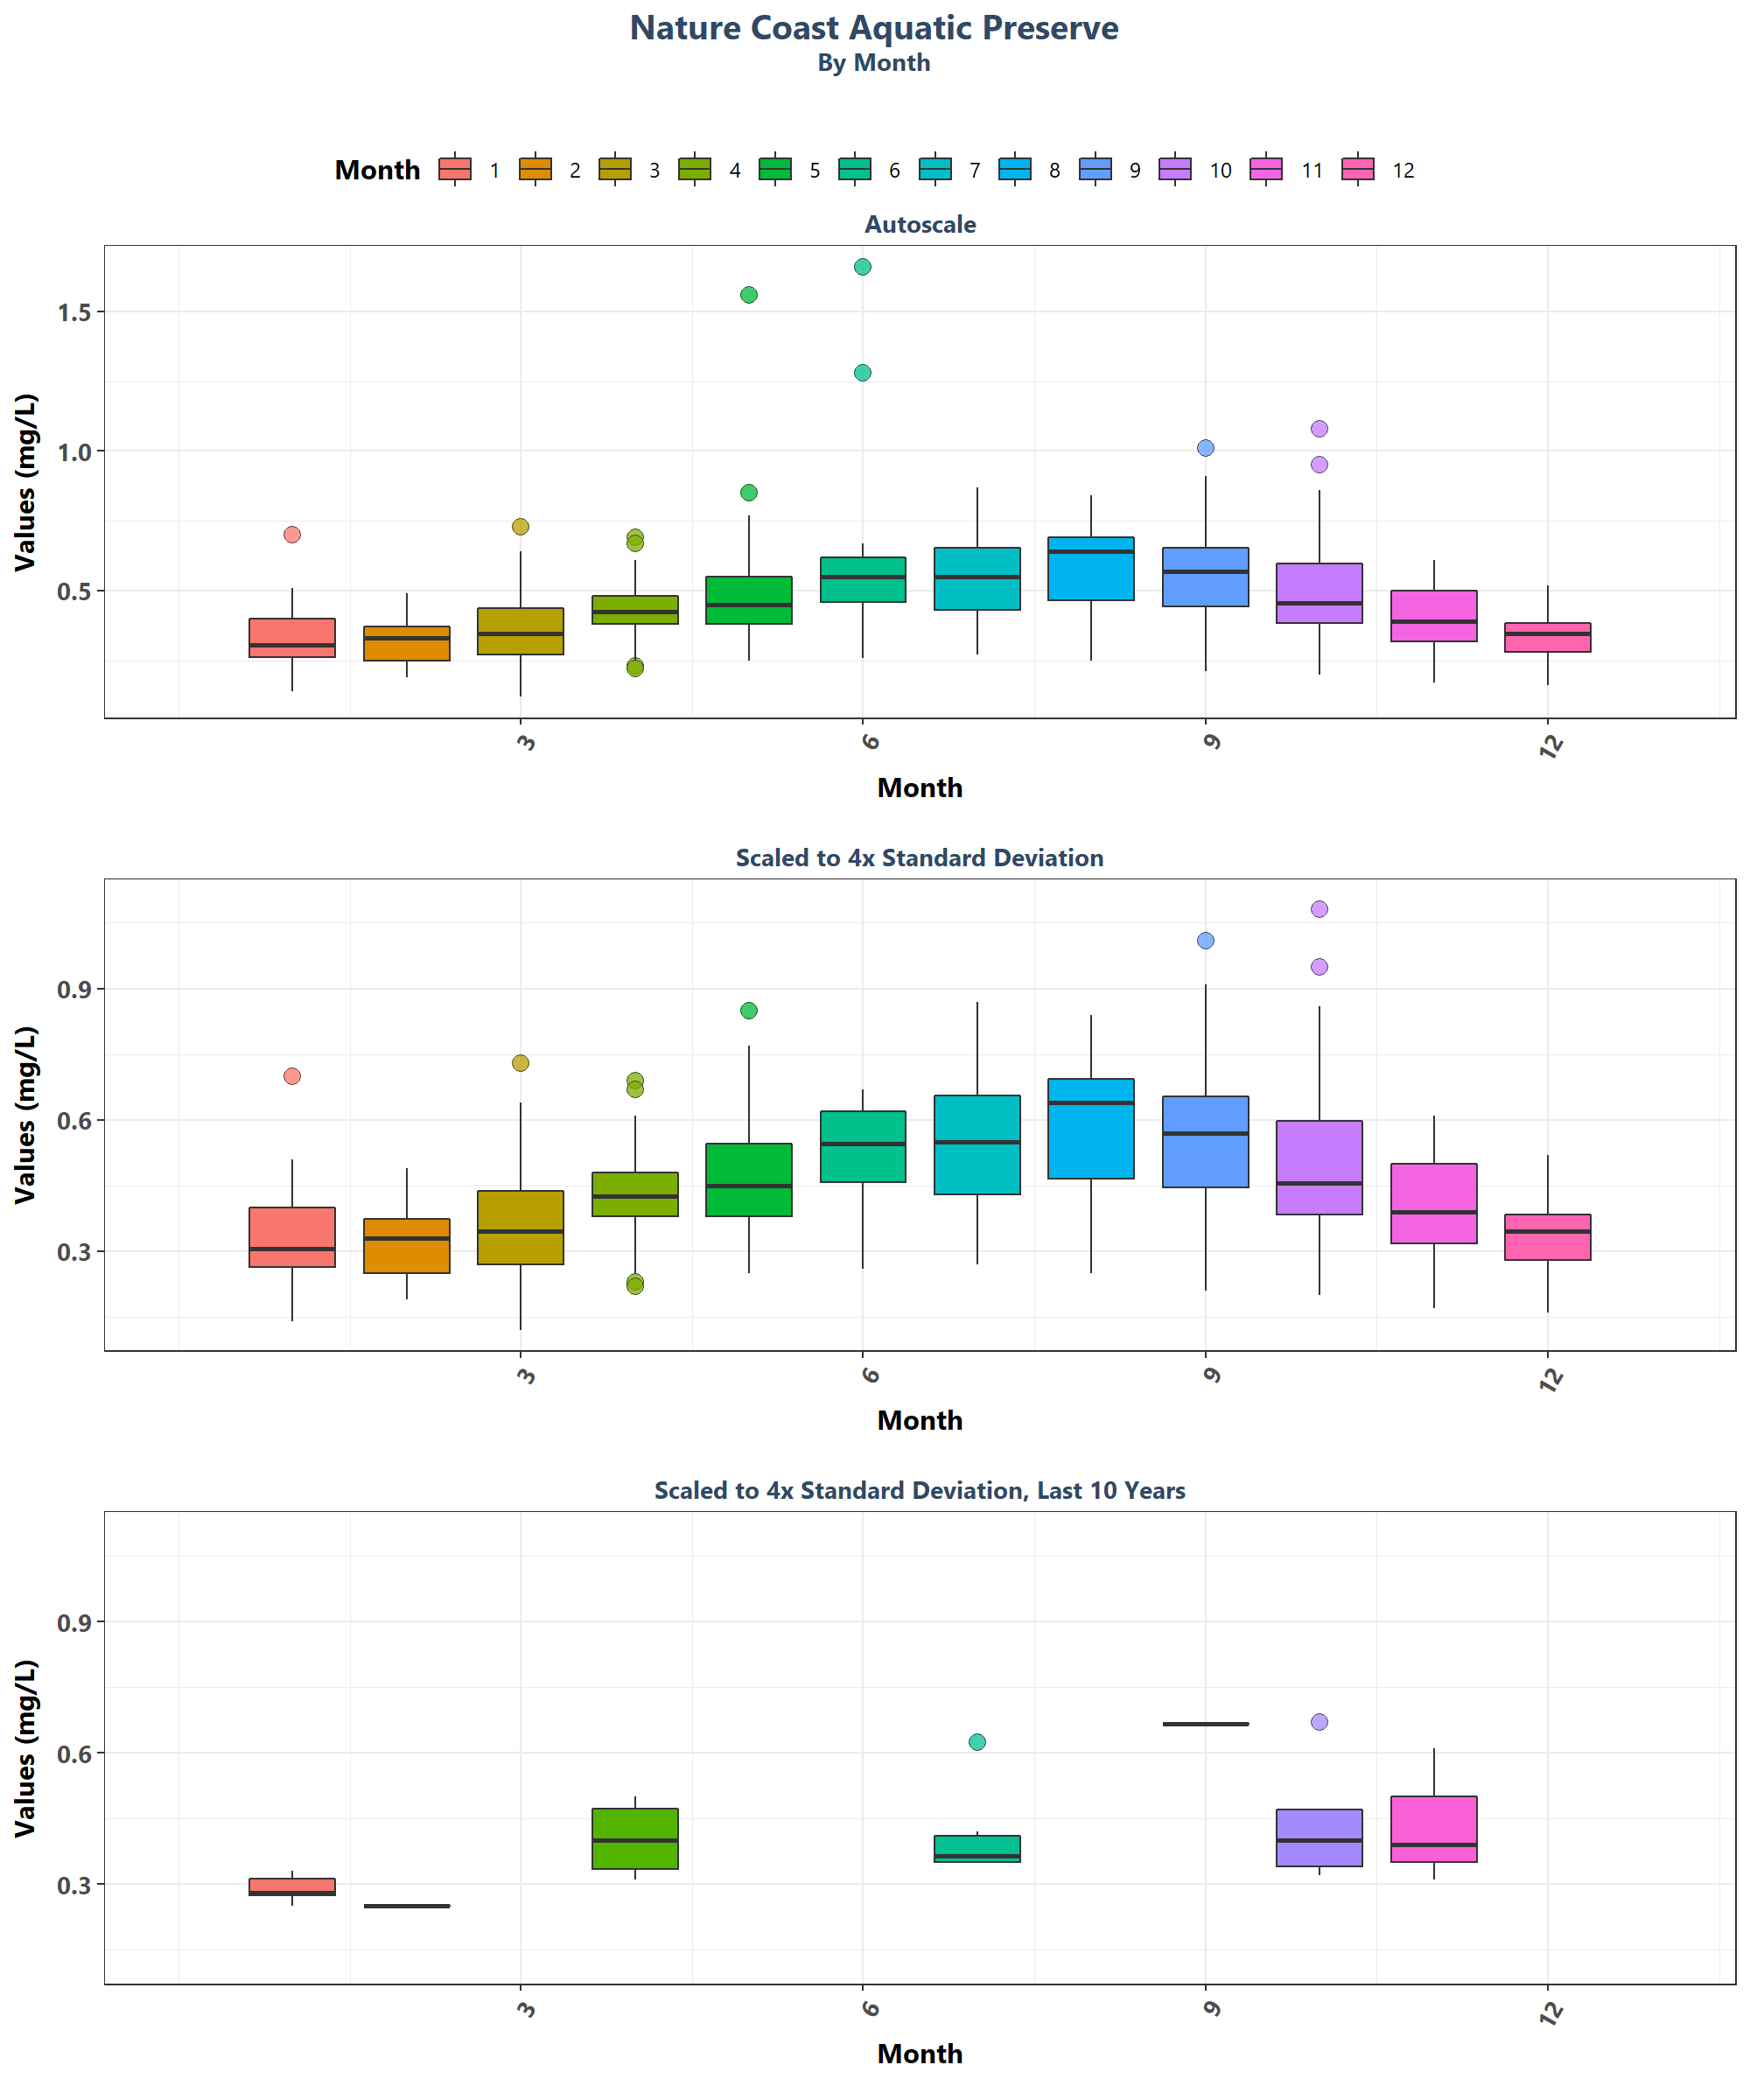 Nature Coast Aquatic Preserve
By Month
Month 1 2 3 4 5 6 7 8 9 10 11 12
Autoscale
Values (mg/L)
1.5
1.0
0.5
3 6 9 12
Month
Scaled to 4x Standard Deviation
Values (mg/L)
0.9
0.6
0.3
3 6 9 12
Month
Scaled to 4x Standard Deviation, Last 10 Years
Values (mg/L)
0.9
0.6
0.3
3 6 9 12
Month